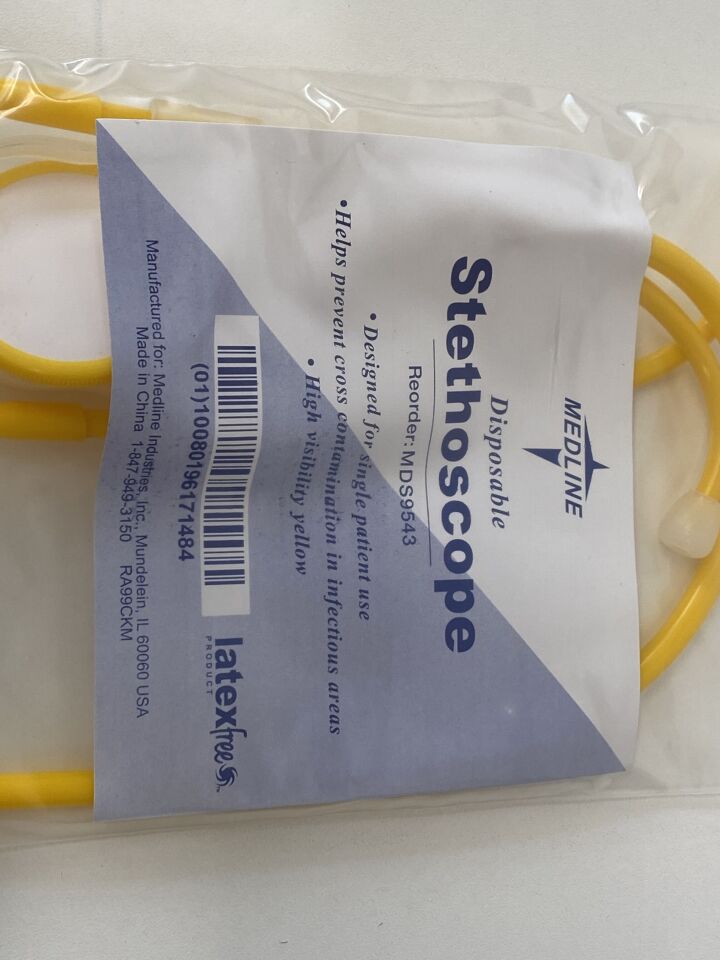 MEDLINE
Disposable
Stethoscope
Reorder: MDS9543
• Designed for single patient use
• Helps prevent cross contamination in infectious areas
• High visibility yellow
(01)10080196171484
latexfree™
PRODUCT
Manufactured for: Medline Industries, Inc., Mundelein, IL 60060 USA
Made in China 1-847-949-3150 RA99CKM